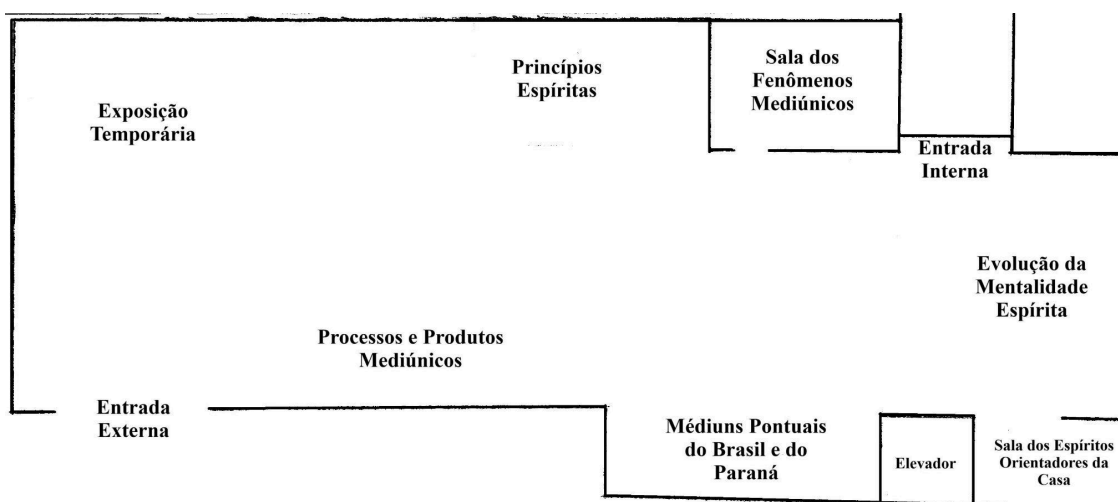 Exposição
Temporária
Princípios
Espíritas
Sala dos
Fenômenos
Mediúnicos
Entrada
Interna
Evolução da
Mentalidade
Espírita
Processos e Produtos
Mediúnicos
Entrada
Externa
Médiuns Pontuais
do Brasil e do
Paraná
Elevador
Sala dos Espíritos
Orientadores da
Casa